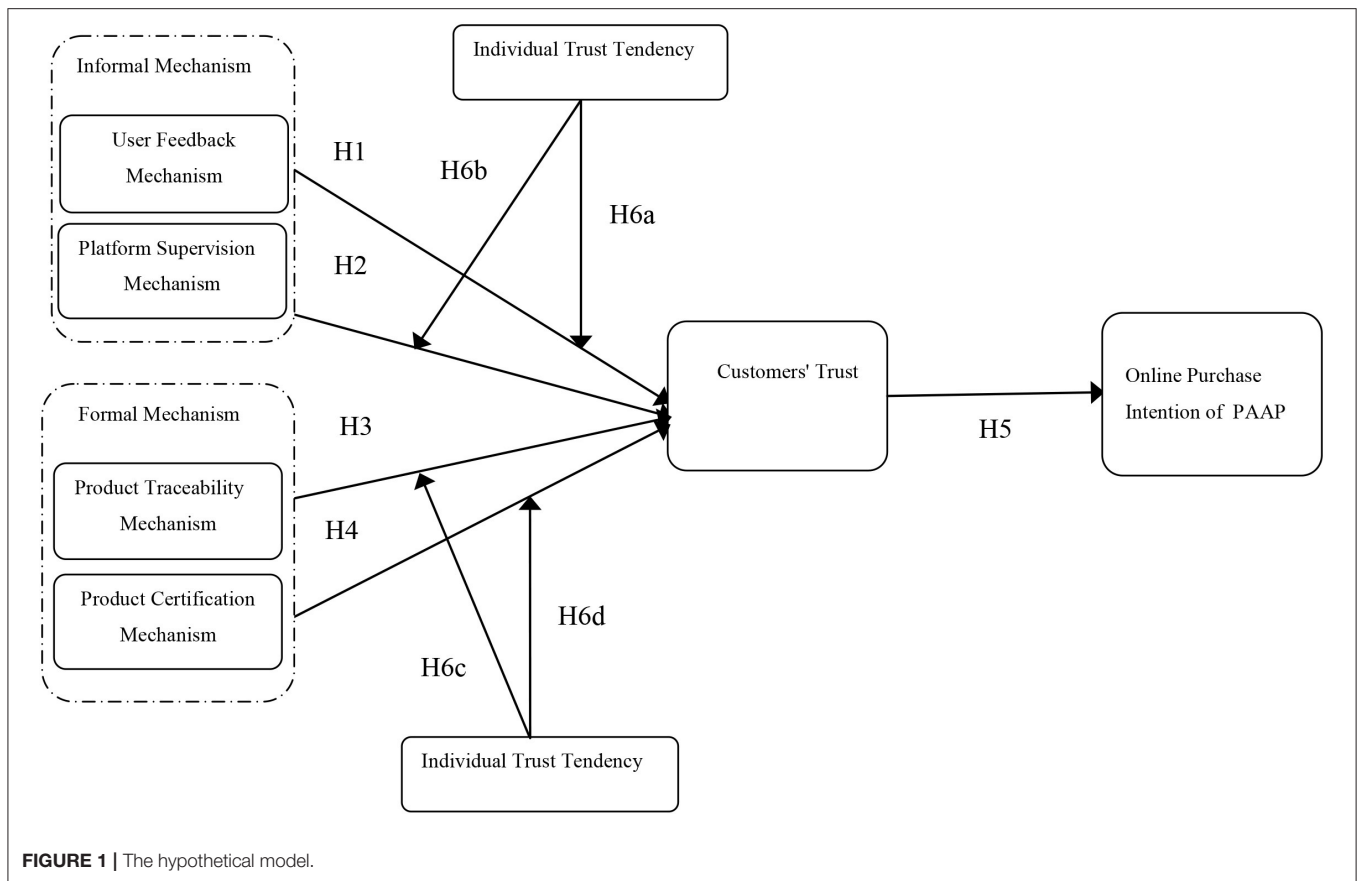 Informal Mechanism
User Feedback
Mechanism
Platform Supervision
Mechanism
Individual Trust Tendency
H1
H6b
H6a
H2
Formal Mechanism
Product Traceability
Mechanism
Product Certification
Mechanism
H3
H4
Customers' Trust
H5
Online Purchase
Intention of PAAP
H6d
H6c
Individual Trust Tendency
FIGURE 1 | The hypothetical model.